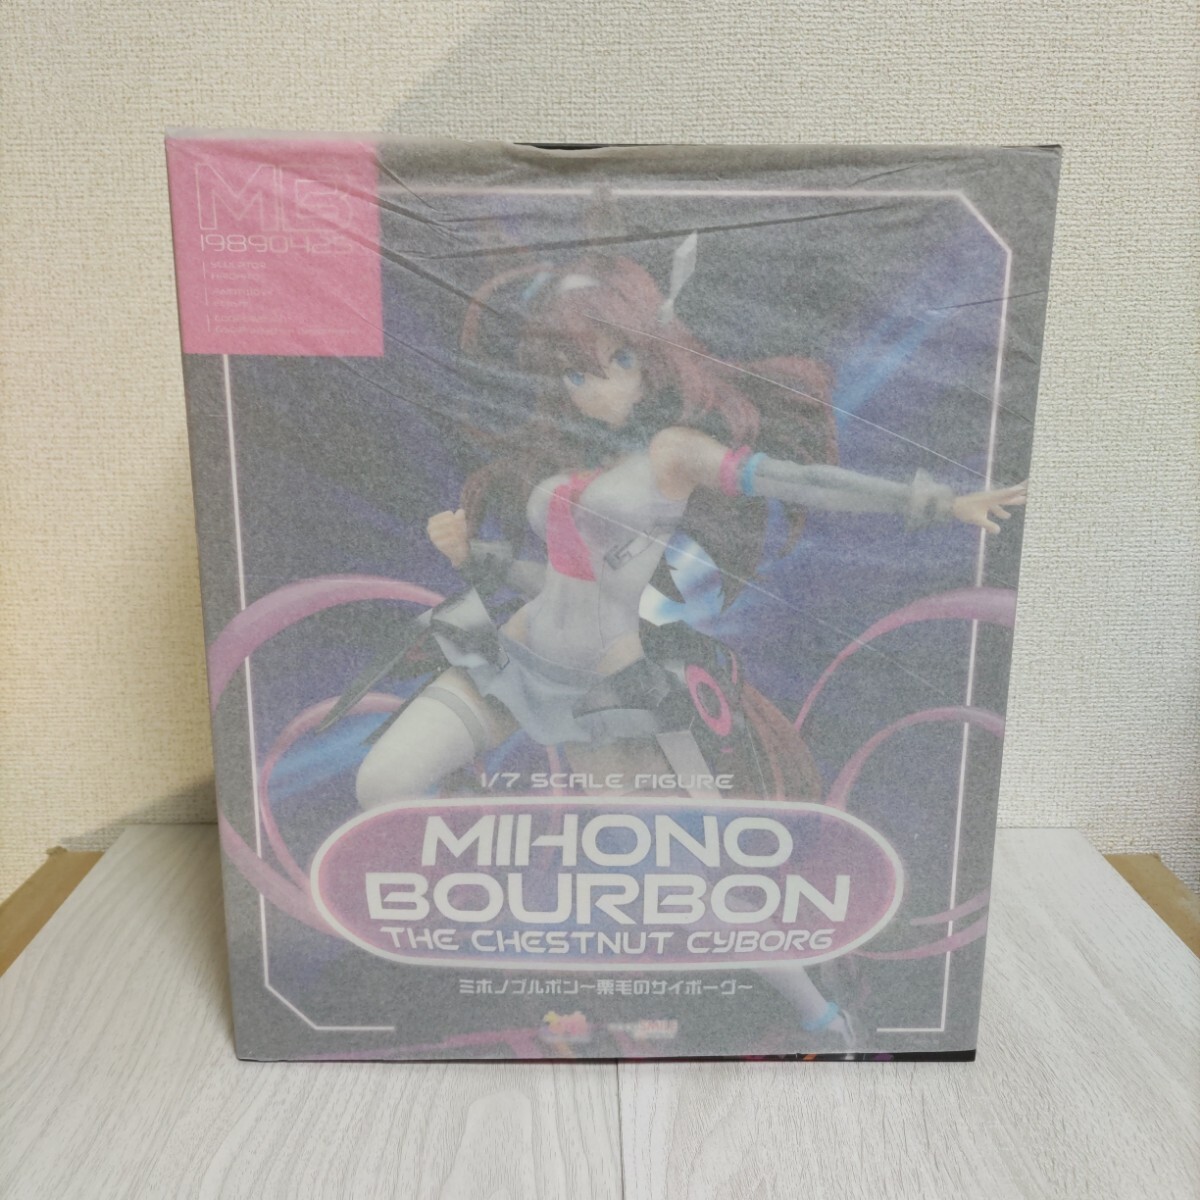 MB
19890425
1/7 SCALE FIGURE
MIHONO
BOURBON
THE CHESTNUT CYBORG
ミホノブルボン～栗毛のサイボーグ～